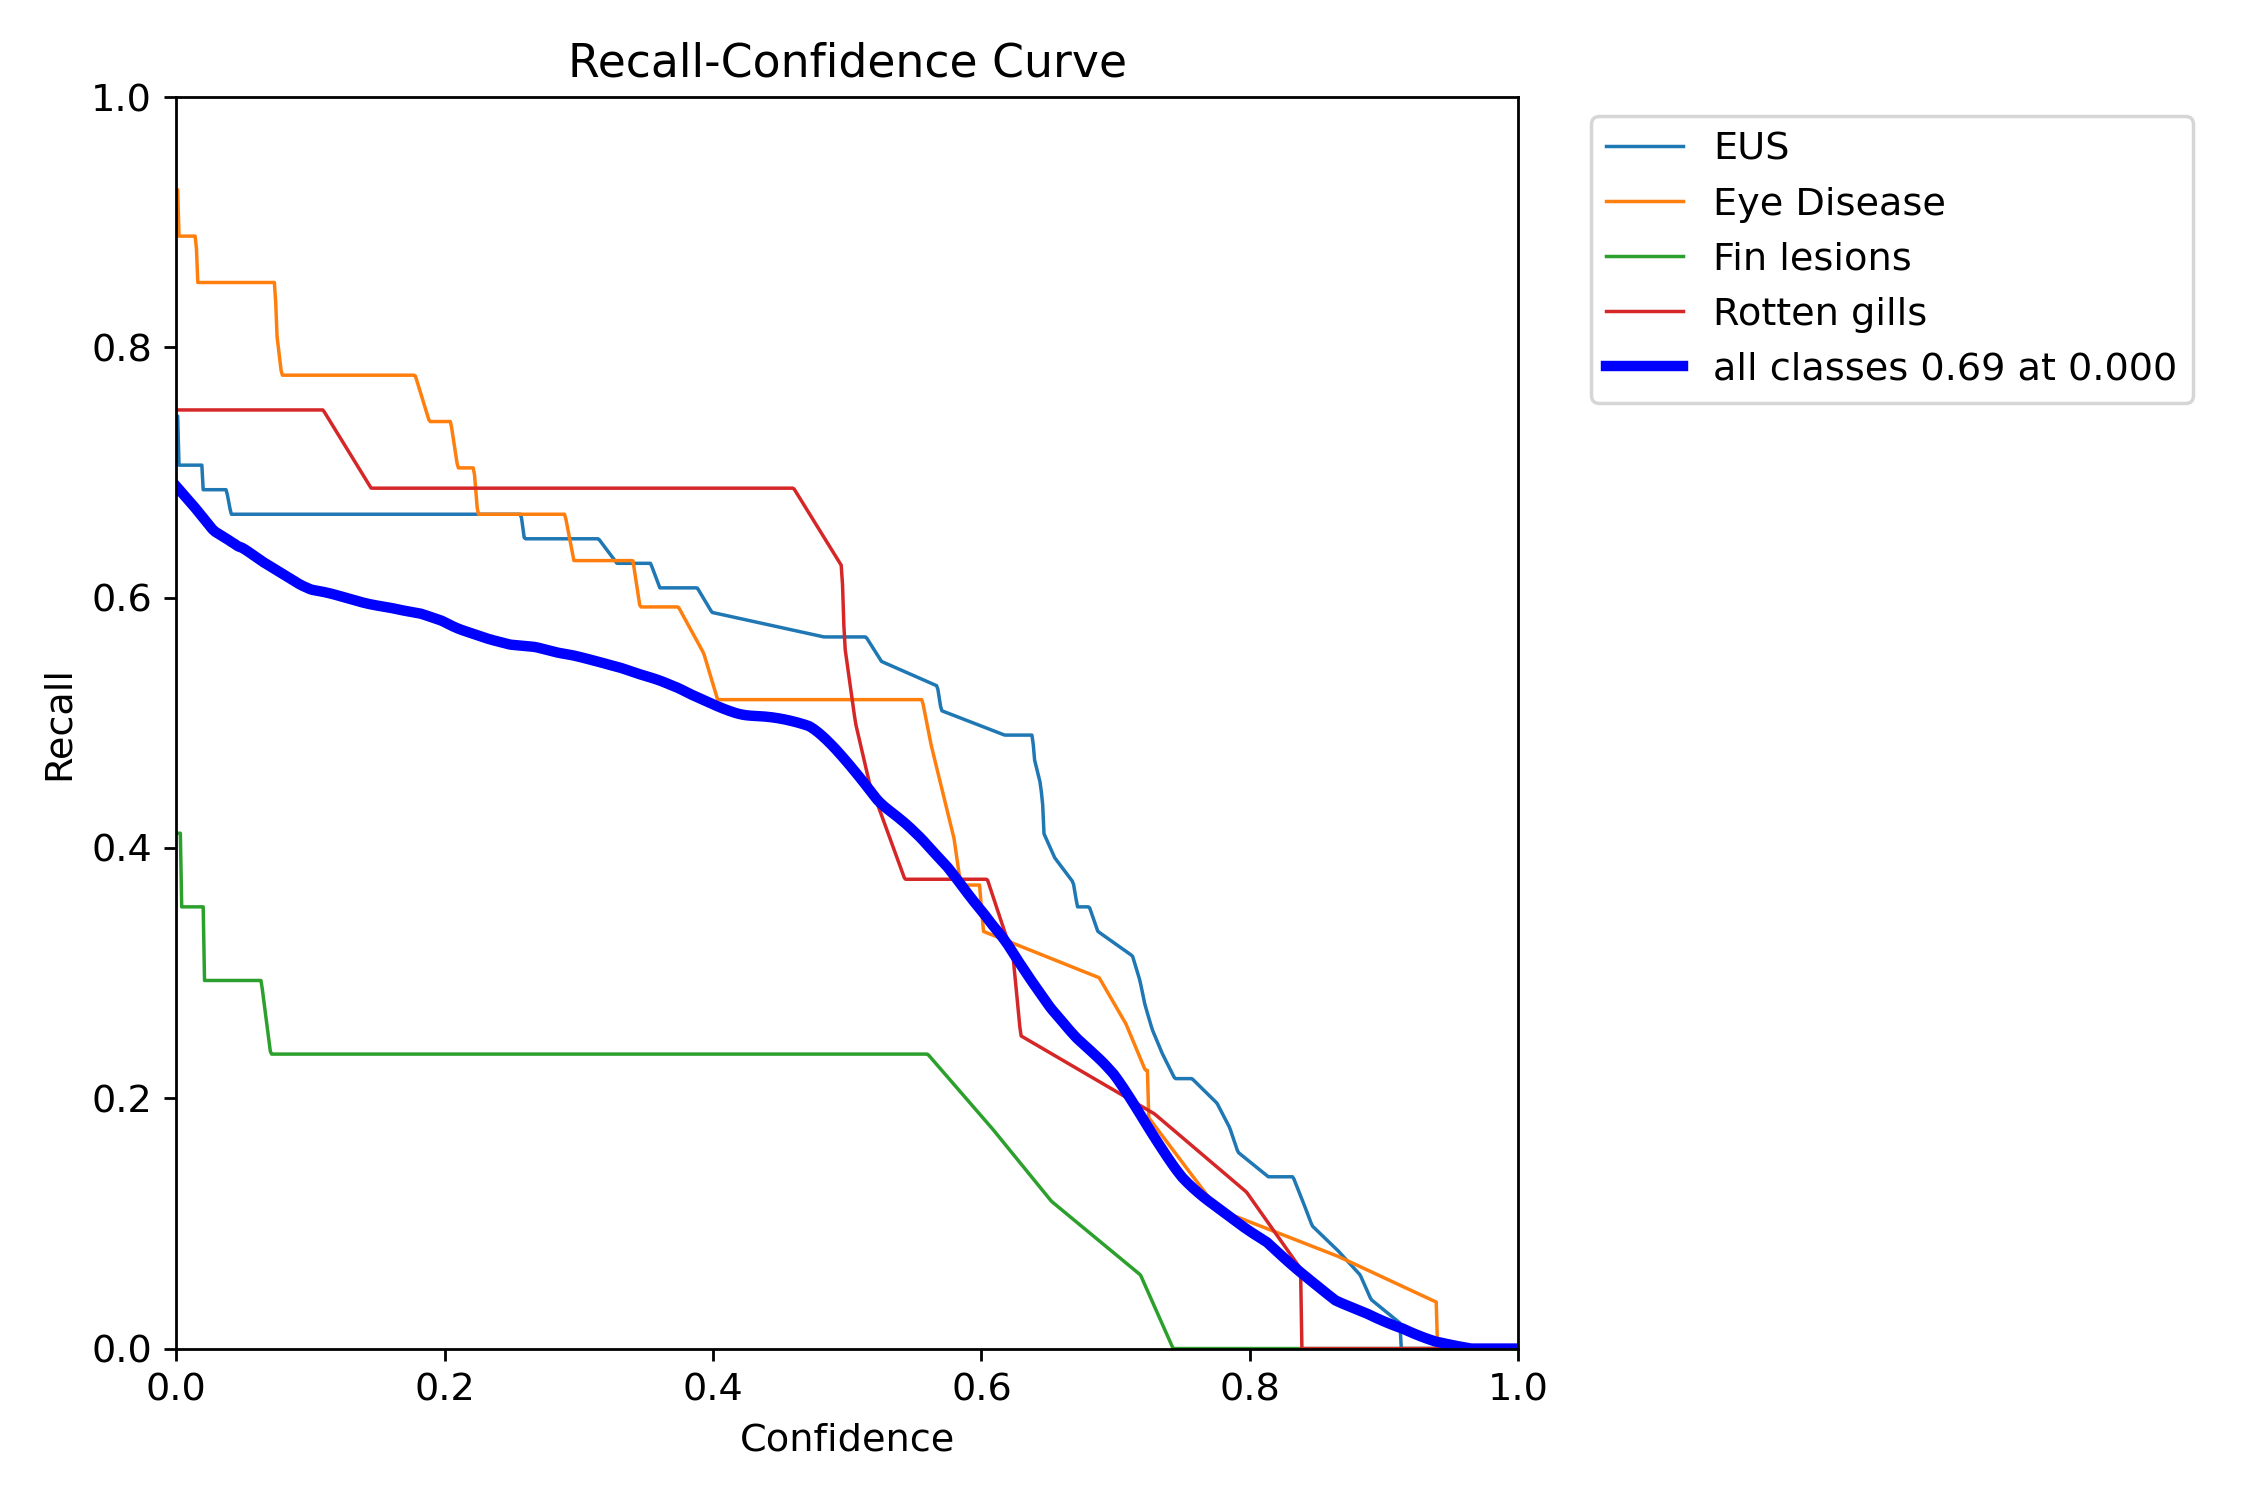 Recall-Confidence Curve
1.0
0.8
0.6
0.4
0.2
0.0
Recall
0.0 0.2 0.4 0.6 0.8 1.0
Confidence
EUS
Eye Disease
Fin lesions
Rotten gills
all classes 0.69 at 0.000